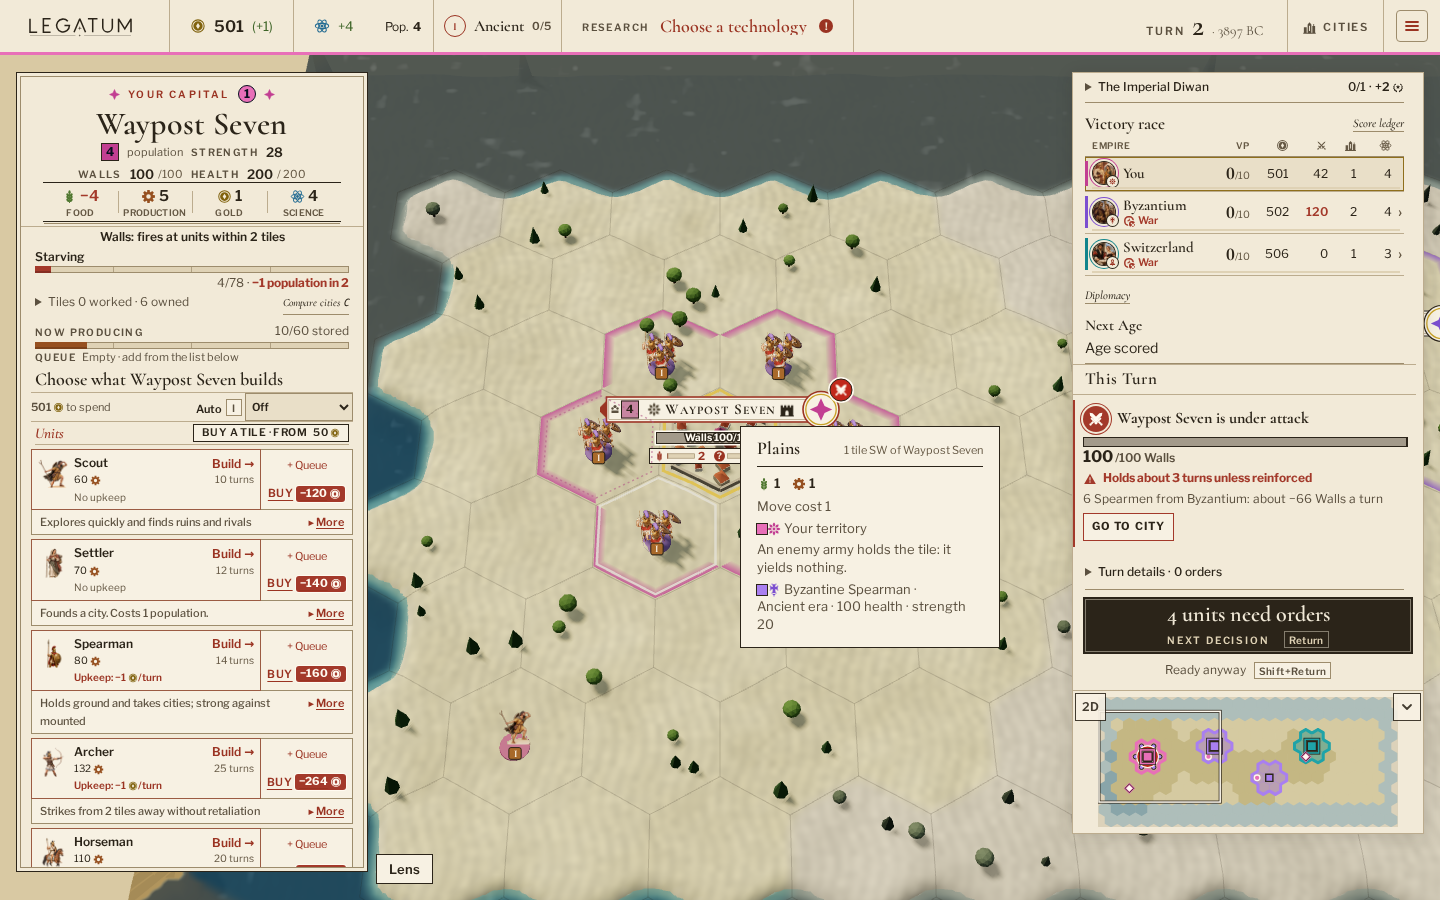 LEGATUM
501 (+1)
+4
Pop. 4
I Ancient 0/5
RESEARCH Choose a technology !
TURN 2 · 3897 BC
CITIES
YOUR CAPITAL 1
Waypost Seven
4 population STRENGTH 28
WALLS 100 /100 HEALTH 200 / 200
−4 5 1 4
FOOD PRODUCTION GOLD SCIENCE
Walls: fires at units within 2 tiles
Starving
4/78 · −1 population in 2
Tiles 0 worked · 6 owned Compare cities C
NOW PRODUCING 10/60 stored
QUEUE Empty · add from the list below
Choose what Waypost Seven builds
501 to spend Auto I Off
Units BUY A TILE · FROM 50
Scout Build → + Queue
60 10 turns
No upkeep BUY −120
Explores quickly and finds ruins and rivals ▸ More
Settler Build → + Queue
70 12 turns
No upkeep BUY −140
Founds a city. Costs 1 population. ▸ More
Spearman Build → + Queue
80 14 turns
Upkeep: −1 /turn BUY −160
Holds ground and takes cities; strong against mounted ▸ More
Archer Build → + Queue
132 25 turns
Upkeep: −1 /turn BUY −264
Strikes from 2 tiles away without retaliation ▸ More
Horseman Build → + Queue
110 20 turns
Lens
I
I
4 WAYPOST SEVEN
I
Walls 100/1
2 ?
I
I
Plains 1 tile SW of Waypost Seven
1 1
Move cost 1
Your territory
An enemy army holds the tile: it
yields nothing.
Byzantine Spearman ·
Ancient era · 100 health · strength
20
The Imperial Diwan 0/1 · +2
Victory race Score ledger
EMPIRE VP
You 0/10 501 42 1 4
Byzantium 0/10 502 120 2 4 ›
War
Switzerland 0/10 506 0 1 3 ›
War
Diplomacy
Next Age
Age scored
This Turn
Waypost Seven is under attack
100 /100 Walls
Holds about 3 turns unless reinforced
6 Spearmen from Byzantium: about −66 Walls a turn
GO TO CITY
Turn details · 0 orders
4 units need orders
NEXT DECISION Return
Ready anyway Shift+Return
2D